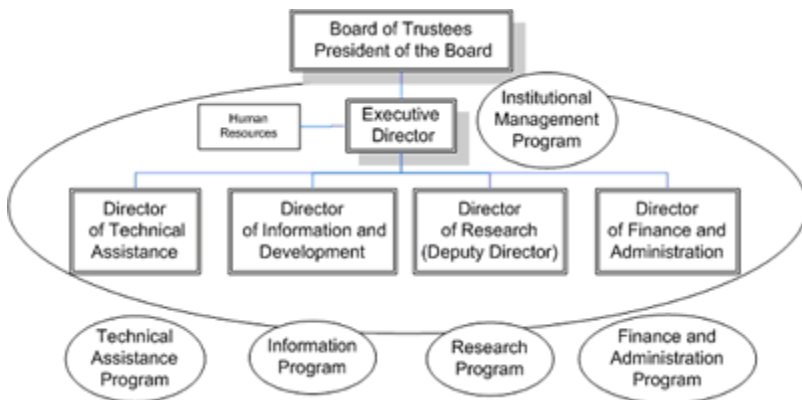 Board of Trustees
President of the Board
Human
Resources
Executive
Director
Institutional
Management
Program
Director
of Technical
Assistance
Director
of Information and
Development
Director
of Research
(Deputy Director)
Director
of Finance and
Administration
Technical
Assistance
Program
Information
Program
Research
Program
Finance and
Administration
Program